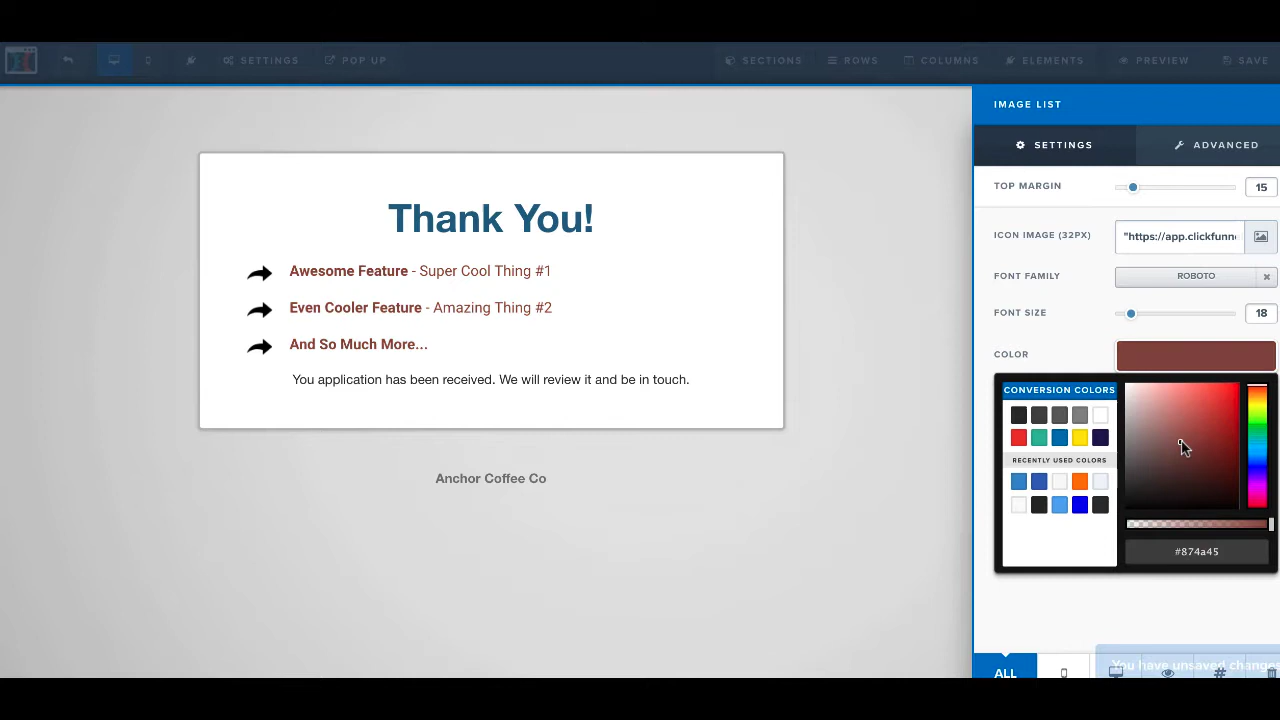 SETTINGS
POP UP
SECTIONS
ROWS
COLUMNS
ELEMENTS
PREVIEW
SAVE
IMAGE LIST
SETTINGS
ADVANCED
TOP MARGIN
15
ICON IMAGE (32PX)
"https://app.clickfunne
FONT FAMILY
ROBOTO
FONT SIZE
18
COLOR
CONVERSION COLORS
RECENTLY USED COLORS
#874a45
Thank You!
Awesome Feature - Super Cool Thing #1
Even Cooler Feature - Amazing Thing #2
And So Much More...
You application has been received. We will review it and be in touch.
Anchor Coffee Co
You have unsaved changes
ALL